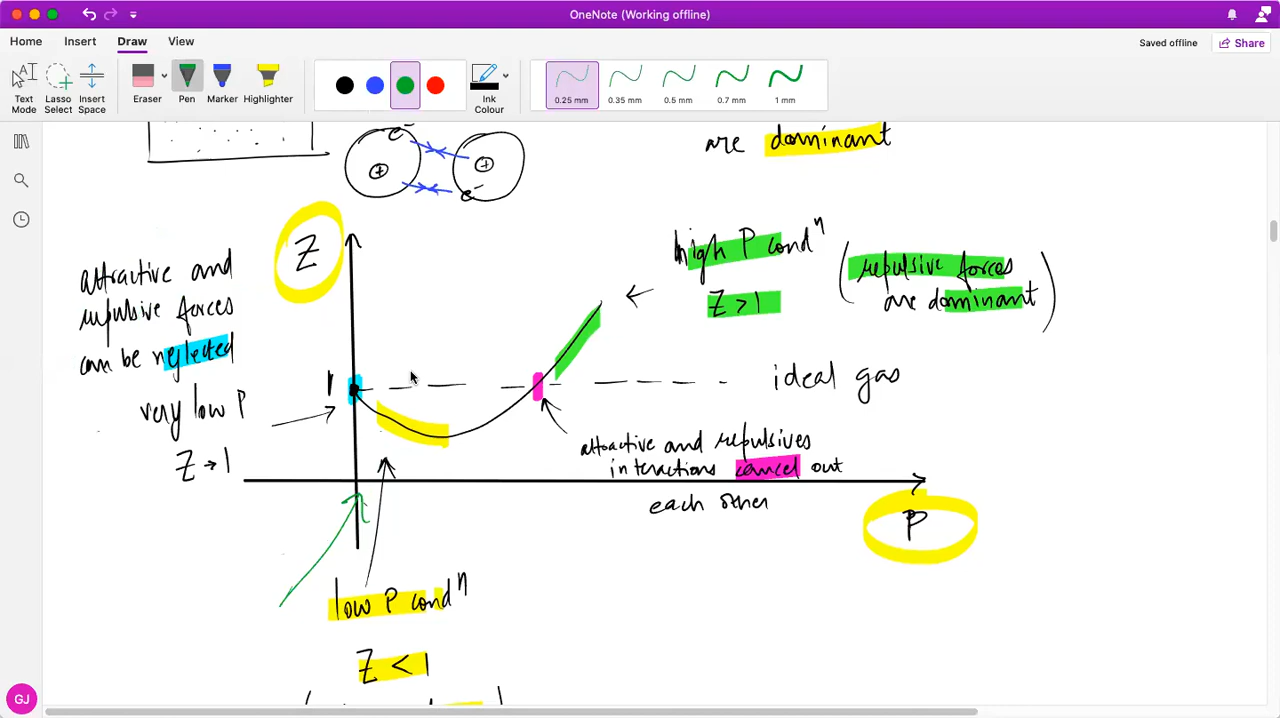 OneNote (Working offline)
Home Insert Draw View
Saved offline
Share
Text Mode
Lasso Select
Insert Space
Eraser
Pen
Marker
Highlighter
Ink Colour
0.25 mm
0.35 mm
0.5 mm
0.7 mm
1 mm
e⁻
+
+
e⁻
are dominant
Z
attractive and
repulsive forces
can be neglected
very low P
Z → 1
1
high P condⁿ
Z > 1
(repulsive forces
are dominant)
ideal gas
attractive and repulsives
interactions cancel out
each other
P
low P condⁿ
Z < 1
GJ